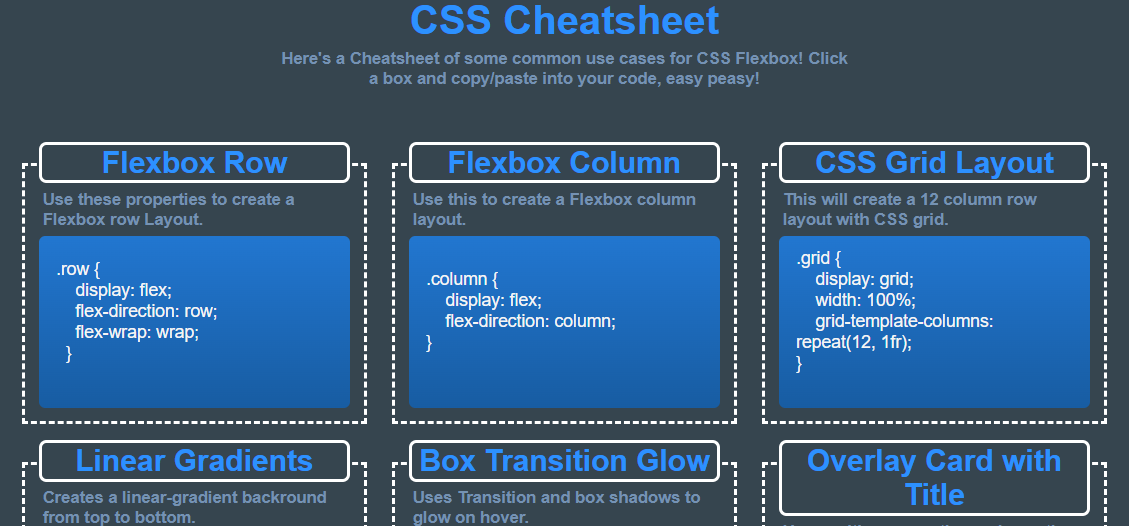 CSS Cheatsheet
Here's a Cheatsheet of some common use cases for CSS Flexbox! Click
a box and copy/paste into your code, easy peasy!
Flexbox Row
Use these properties to create a
Flexbox row Layout.
.row {
display: flex;
flex-direction: row;
flex-wrap: wrap;
}
Flexbox Column
Use this to create a Flexbox column
layout.
.column {
display: flex;
flex-direction: column;
}
CSS Grid Layout
This will create a 12 column row
layout with CSS grid.
.grid {
display: grid;
width: 100%;
grid-template-columns:
repeat(12, 1fr);
}
Linear Gradients
Creates a linear-gradient backround
from top to bottom.
Box Transition Glow
Uses Transition and box shadows to
glow on hover.
Overlay Card with
Title